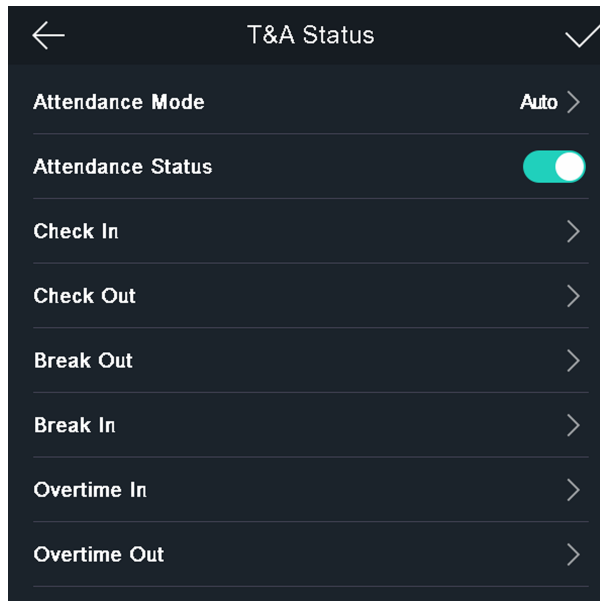 T&A Status
Attendance Mode Auto
Attendance Status
Check In
Check Out
Break Out
Break In
Overtime In
Overtime Out